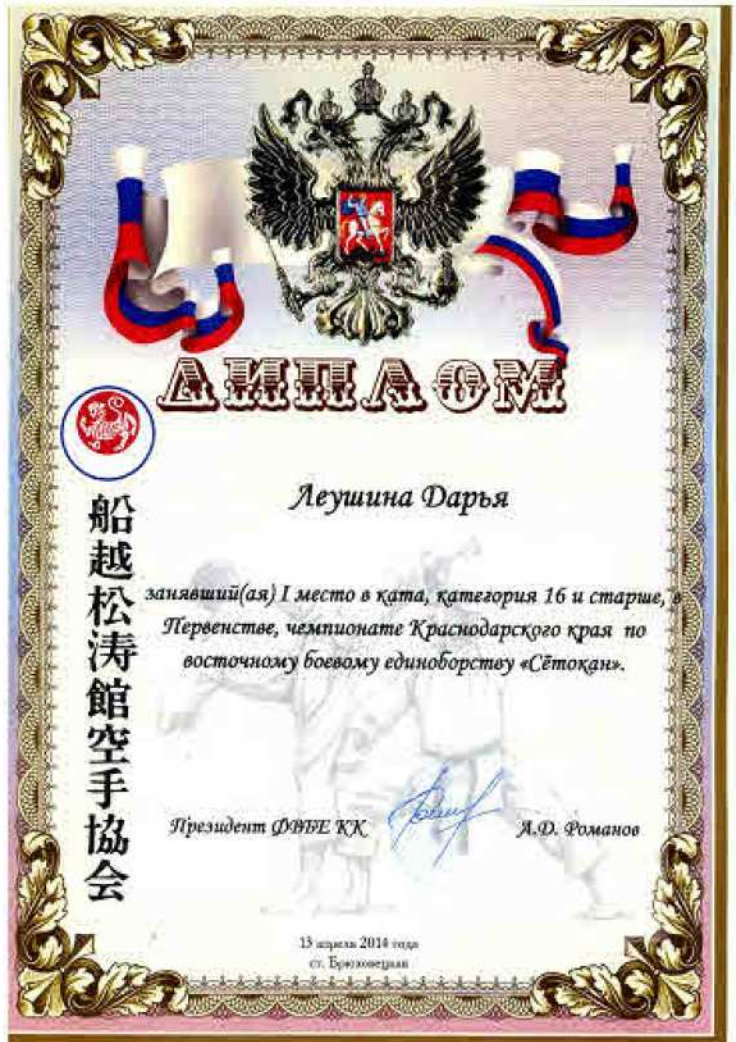 ДИПЛОМ
船越松涛館空手協会
Леушина Дарья
занявший(ая) I место в ката, категория 16 и старше, в
Первенстве, чемпионате Краснодарского края по
восточному боевому единоборству «Сётокан».
Президент ФВБЕ КК А.D. Романов
13 апреля 2014 года
ст. Брюховецкая